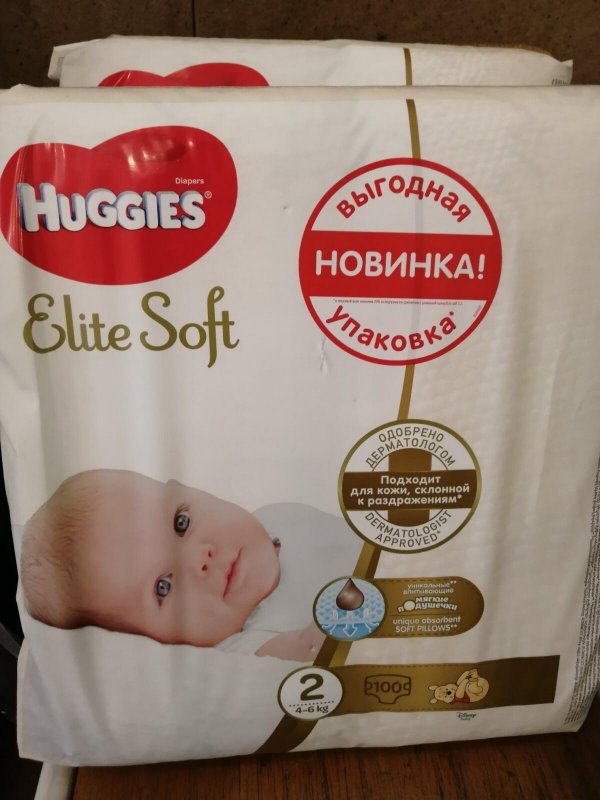 Diapers
HUGGIES®
Elite Soft
ВЫГОДНАЯ
НОВИНКА!
упаковка*
ОДОБРЕНО
ДЕРМАТОЛОГОМ
Подходит
для кожи, склонной
к раздражениям*
DERMATOLOGIST
APPROVED*
уникальные**
впитывающие
мягкие
подушечки
unique absorbent
SOFT PILLOWS**
2
4-6 kg
100
Disney